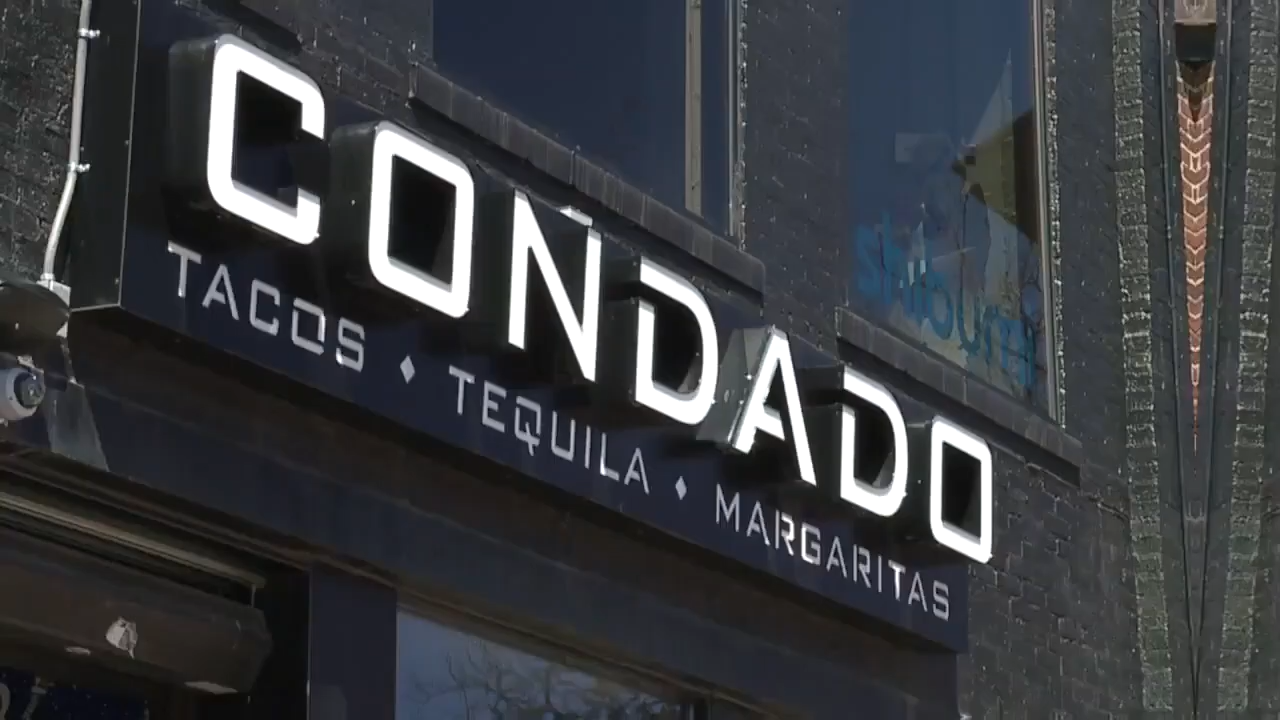 CONDADO
TACOS ♦ TEQUILA ♦ MARGARITAS